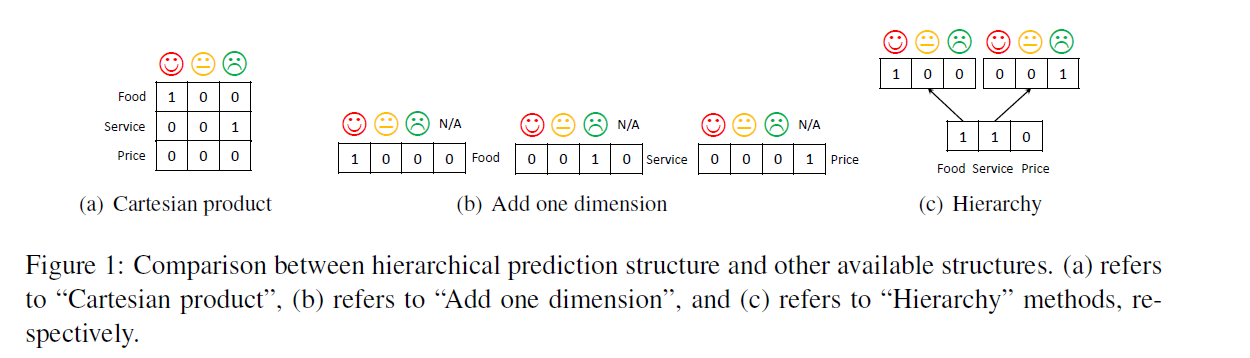 Food 1 0 0
Service 0 0 1
Price 0 0 0
(a) Cartesian product
N/A N/A N/A
1 0 0 0 Food 0 0 1 0 Service 0 0 0 1 Price
(b) Add one dimension
1 0 0 0 0 1
1 1 0
Food Service Price
(c) Hierarchy
Figure 1: Comparison between hierarchical prediction structure and other available structures. (a) refers
to “Cartesian product”, (b) refers to “Add one dimension”, and (c) refers to “Hierarchy” methods, re-
spectively.